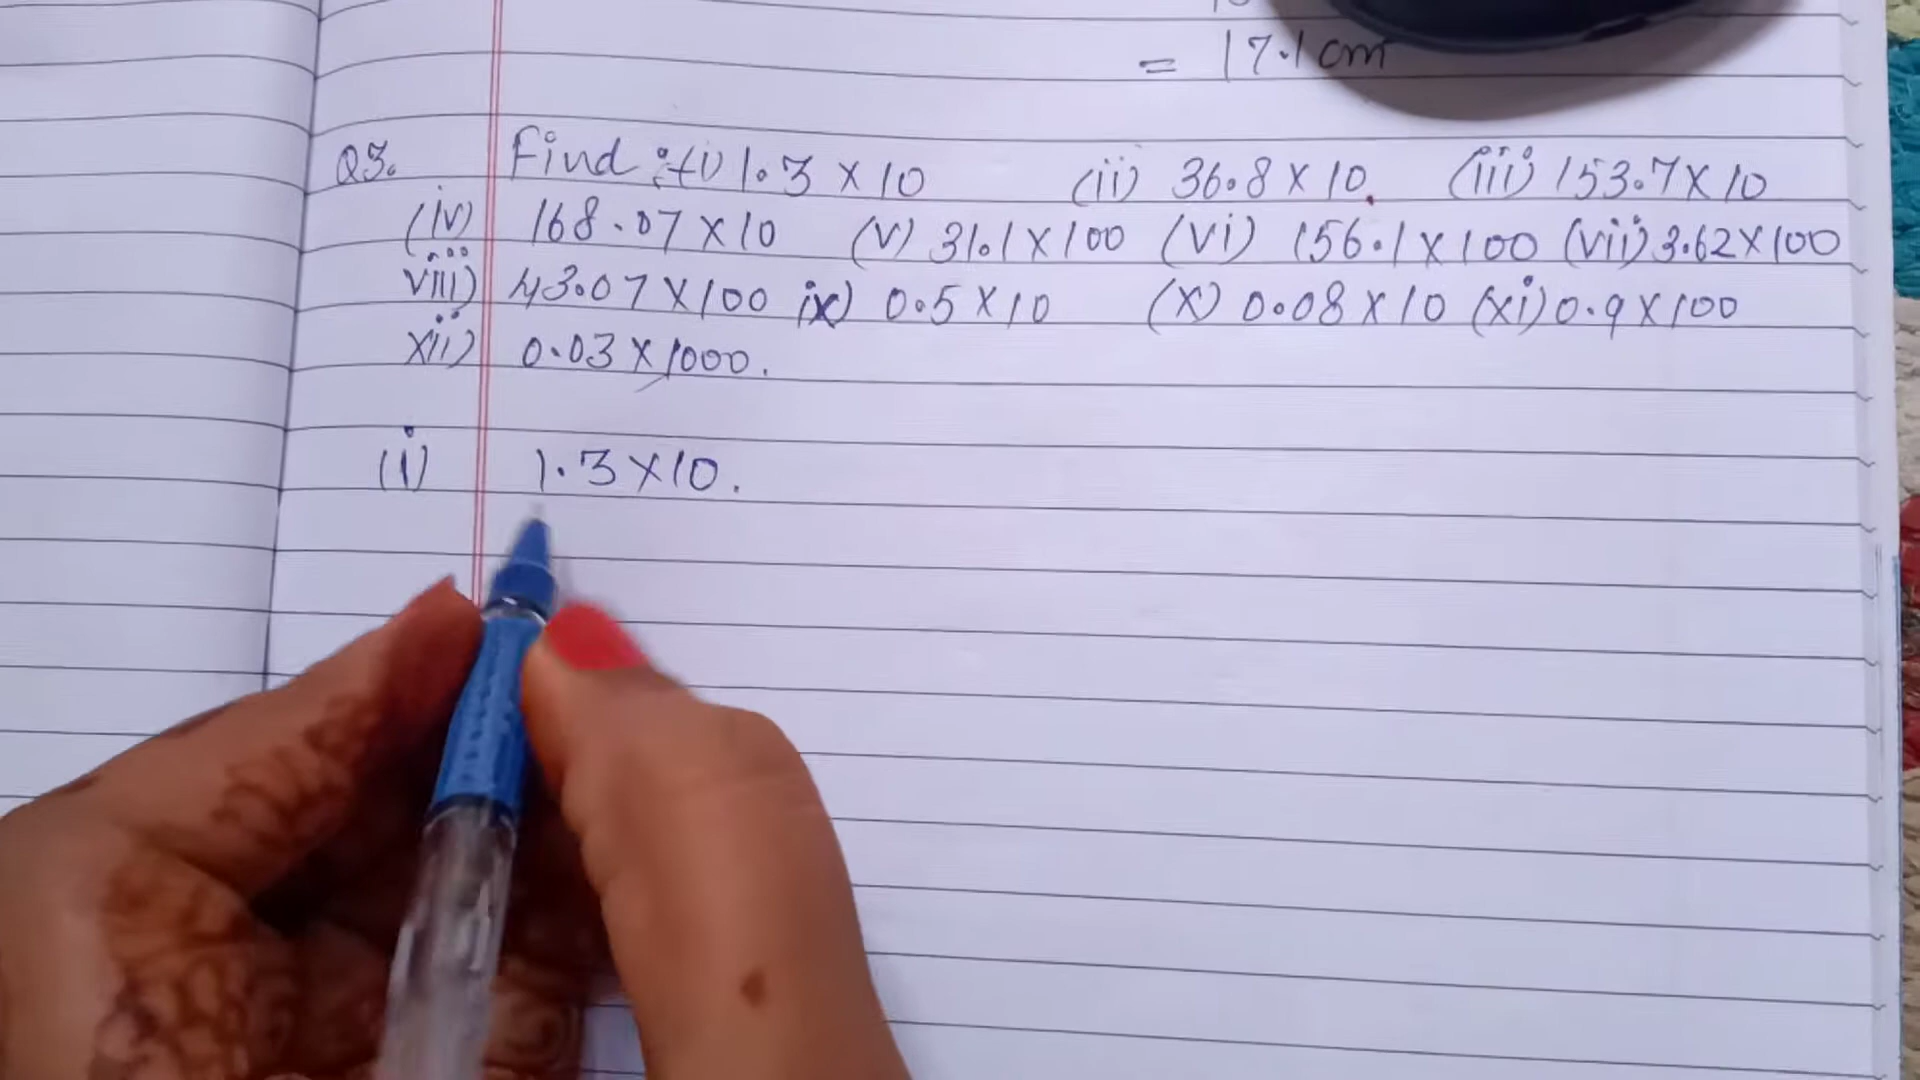 = 17.1 cm
Q3. Find :- (i) 1.3 X 10 (ii) 36.8 X 10. (iii) 153.7 X 10
(iv) 168.07 X 10 (v) 31.1 X 100 (vi) 156.1 X 100 (vii) 3.62 X 100
viii) 43.07 X 100 ix) 0.5 X 10 (x) 0.08 X 10 (xi) 0.9 X 100
xii) 0.03 X 1000.
(i) 1.3 X 10.